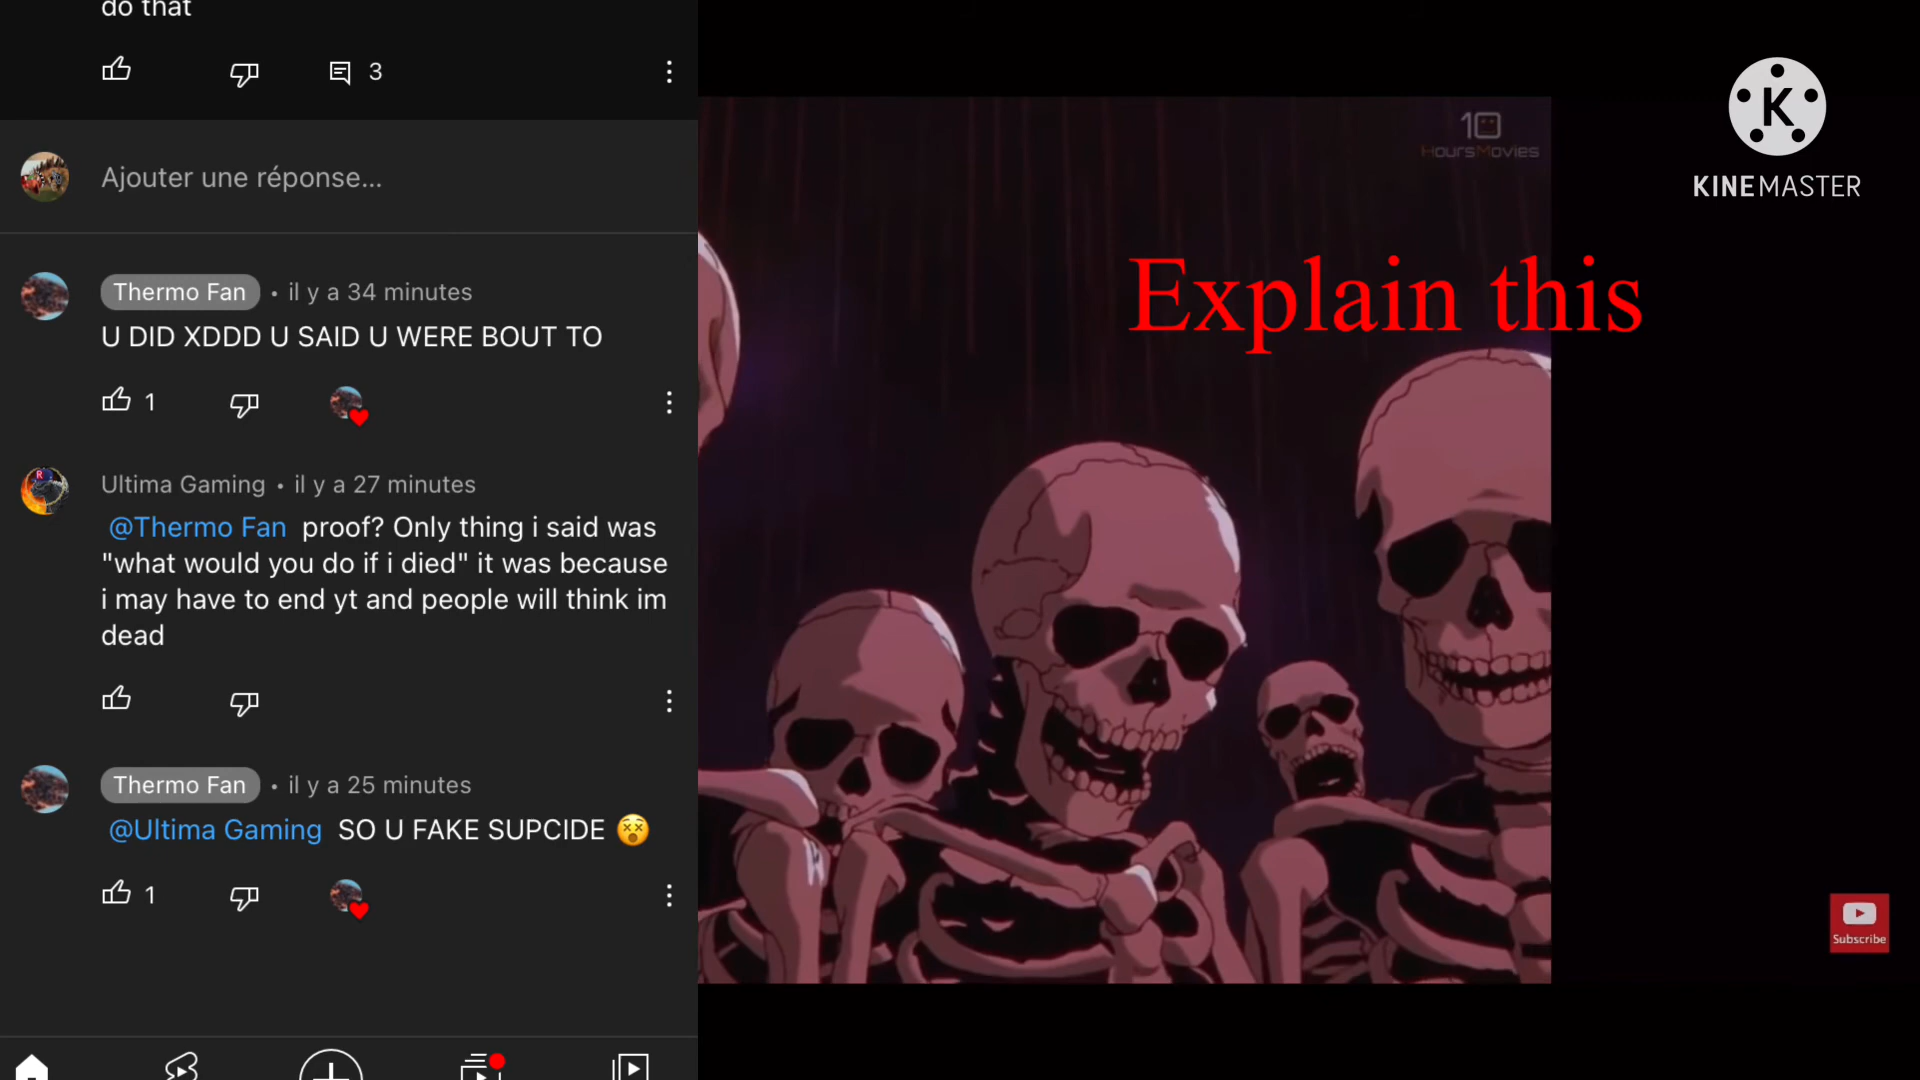 do that
3
Ajouter une réponse...
Thermo Fan • il y a 34 minutes
U DID XDDD U SAID U WERE BOUT TO
1
Ultima Gaming • il y a 27 minutes
@Thermo Fan proof? Only thing i said was
"what would you do if i died" it was because
i may have to end yt and people will think im
dead
Thermo Fan • il y a 25 minutes
@Ultima Gaming SO U FAKE SUPCIDE 😵
1
10
HoursMovies
Explain this
K
KINEMASTER
Subscribe